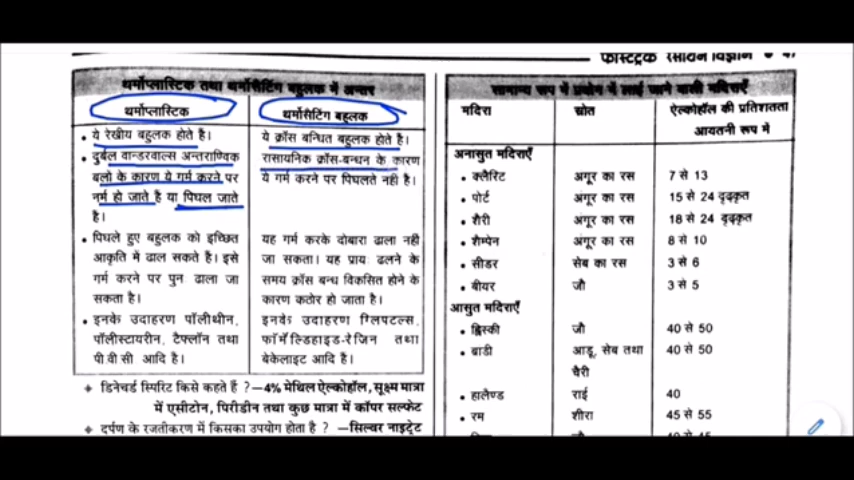 फास्टट्रैक रसायन विज्ञान
थर्मोप्लास्टिक तथा थर्मोसैटिंग बहुलक में अन्तर
थर्मोप्लास्टिक
थर्मोसैटिंग बहुलक
• ये रेखीय बहुलक होते है।
ये क्रॉस बन्धित बहुलक होते है।
• दुर्बल वान्डरवाल्स अन्तराण्विक
बलो के कारण ये गर्म करने पर
नर्म हो जाते है या पिघल जाते
है।
रासायनिक क्रॉस-बन्धन के कारण
ये गर्म करने पर पिघलते नही है।
• पिघले हुए बहुलक को इच्छित
आकृति में ढाल सकते है। इसे
गर्म करने पर पुन ढाला जा
सकता है।
यह गर्म करके दोबारा ढाला नही
जा सकता। यह प्राय ढलने के
समय क्रॉस बन्ध विकसित होने के
कारण कठोर हो जाता है।
• इनके उदाहरण पॉलीथीन,
पॉलीस्टायरीन, टैफ्लॉन तथा
पी.वी सी आदि है।
इनके उदाहरण ग्लिपटल्स,
फॉर्मल्डिहाइड-रेजिन तथा
बेकेलाइट आदि है।
❖ डिनेचर्ड स्पिरिट किसे कहते हैं ? —4% मेथिल ऐल्कोहॉल, सूक्ष्म मात्रा
में एसीटोन, पिरीडीन तथा कुछ मात्रा में कॉपर सल्फेट
❖ दर्पण के रजतीकरण में किसका उपयोग होता है ? —सिल्वर नाइट्रेट
सामान्य रूप में प्रयोग में लाई जाने वाली मदिराएँ
मदिरा स्रोत ऐल्कोहॉल की प्रतिशतता
आयतनी रूप में
अनासुत मदिराएँ
• क्लैरिट अंगूर का रस 7 से 13
• पोर्ट अंगूर का रस 15 से 24 दृढ़कृत
• शैरी अंगूर का रस 18 से 24 दृढ़कृत
• शैम्पेन अंगूर का रस 8 से 10
• सीडर सेब का रस 3 से 6
• बीयर जौ 3 से 5
आसुत मदिराएँ
• ह्विस्की जौ 40 से 50
• ब्राडी आडू, सेब तथा 40 से 50
चैरी
• हालैण्ड राई 40
• रम शीरा 45 से 55